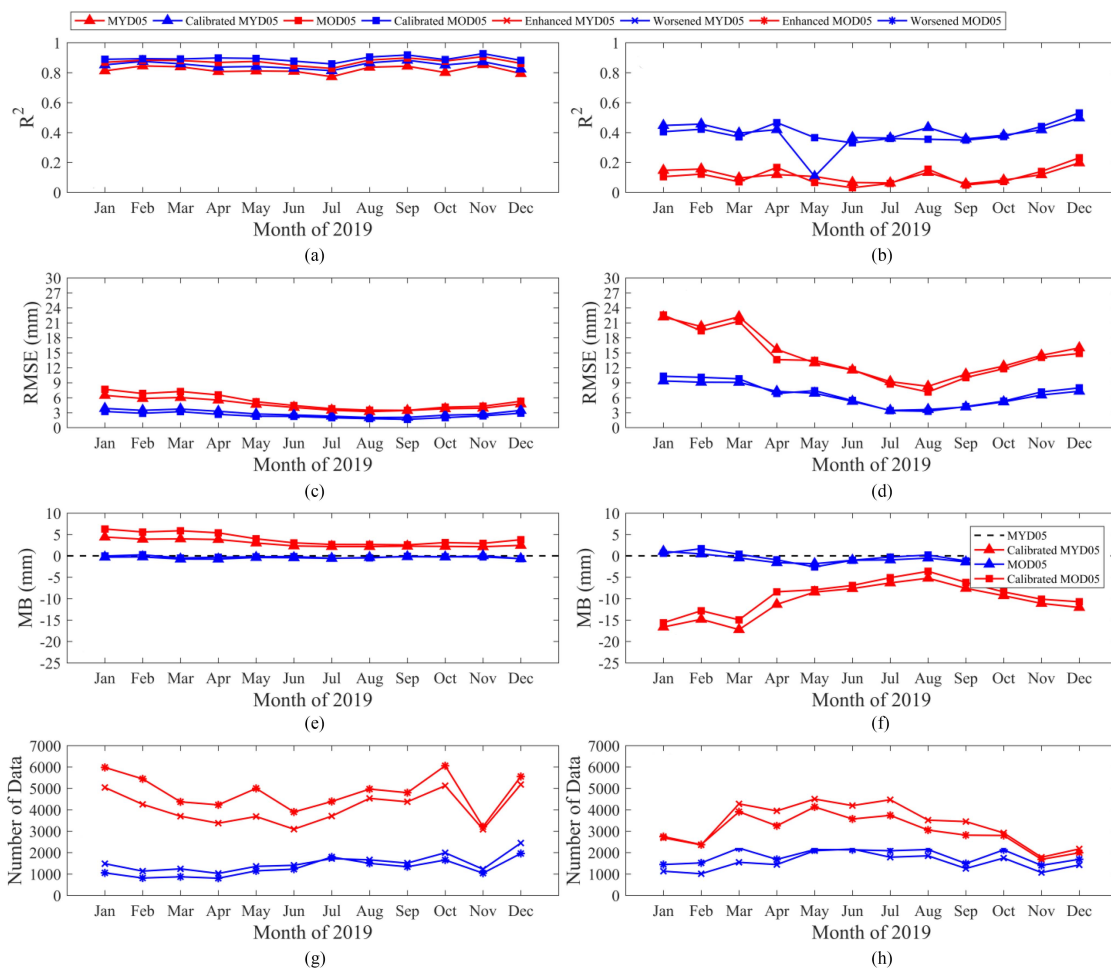 MYD05 Calibrated MYD05 MOD05 Calibrated MOD05 Enhanced MYD05 Worsened MYD05 Enhanced MOD05 Worsened MOD05
1
0.8
0.6
0.4
0.2
0
R²
Jan Feb Mar Apr May Jun Jul Aug Sep Oct Nov Dec
Month of 2019
(a)
1
0.8
0.6
0.4
0.2
0
R²
Jan Feb Mar Apr May Jun Jul Aug Sep Oct Nov Dec
Month of 2019
(b)
30
27
24
21
18
15
12
9
6
3
0
RMSE (mm)
Jan Feb Mar Apr May Jun Jul Aug Sep Oct Nov Dec
Month of 2019
(c)
30
27
24
21
18
15
12
9
6
3
0
RMSE (mm)
Jan Feb Mar Apr May Jun Jul Aug Sep Oct Nov Dec
Month of 2019
(d)
10
5
0
-5
-10
-15
-20
-25
MB (mm)
Jan Feb Mar Apr May Jun Jul Aug Sep Oct Nov Dec
Month of 2019
(e)
10
5
0
-5
-10
-15
-20
-25
MB (mm)
MYD05
Calibrated MYD05
MOD05
Calibrated MOD05
Jan Feb Mar Apr May Jun Jul Aug Sep Oct Nov Dec
Month of 2019
(f)
7000
6000
5000
4000
3000
2000
1000
0
Number of Data
Jan Feb Mar Apr May Jun Jul Aug Sep Oct Nov Dec
Month of 2019
(g)
7000
6000
5000
4000
3000
2000
1000
0
Number of Data
Jan Feb Mar Apr May Jun Jul Aug Sep Oct Nov Dec
Month of 2019
(h)